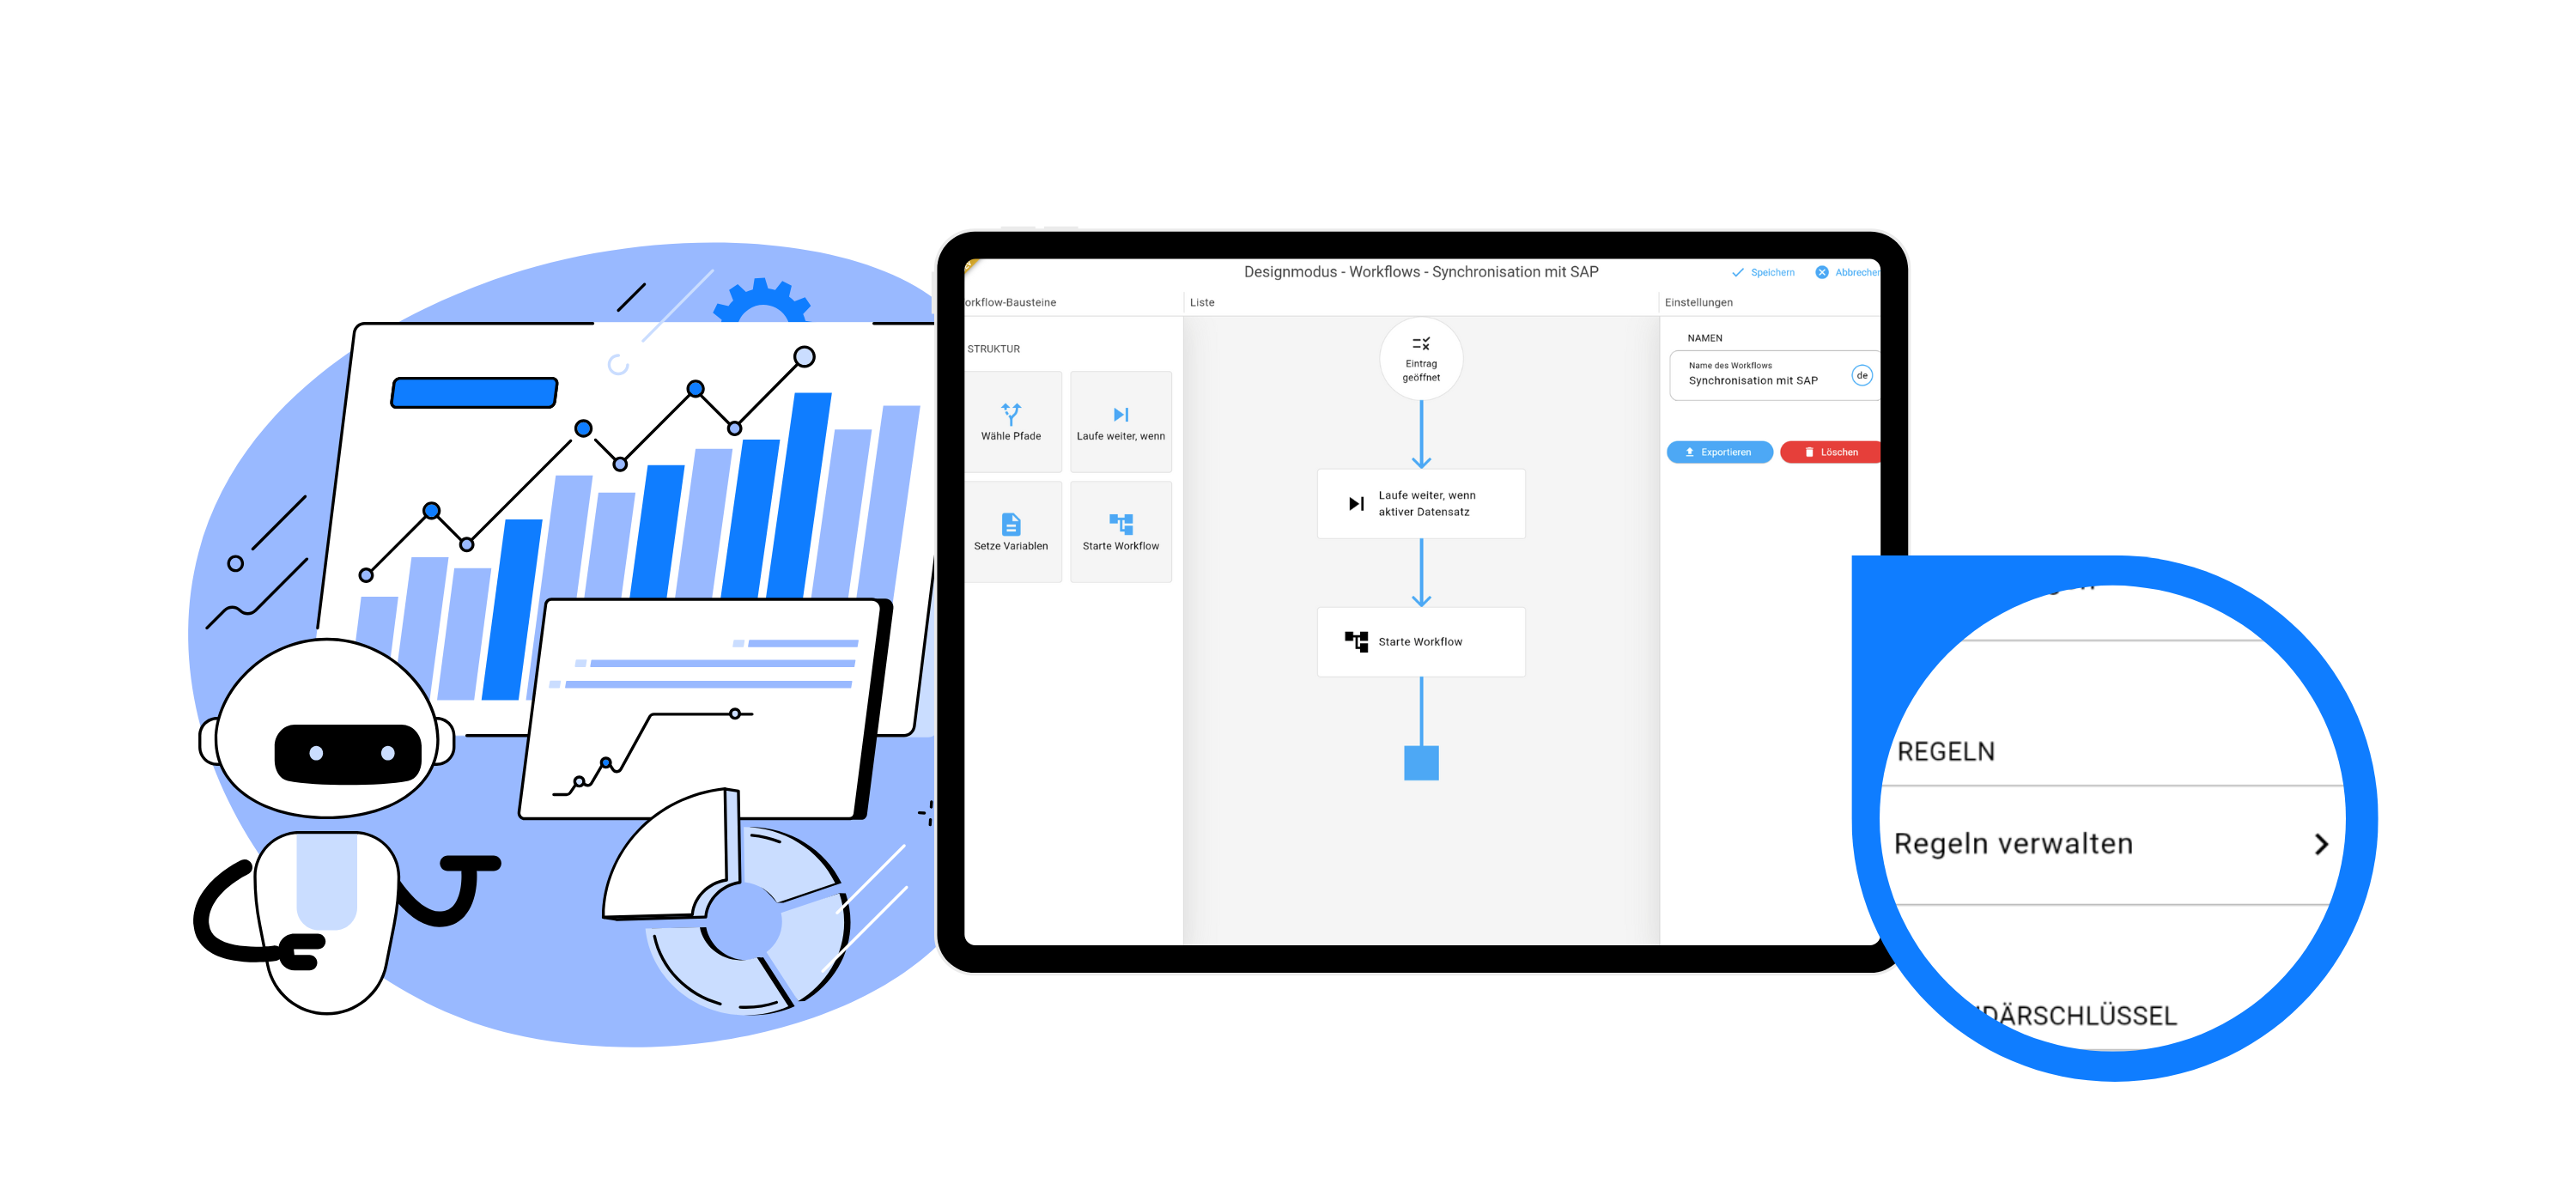 Designmodus - Workflows - Synchronisation mit SAP
Speichern
Abbrechen
orkflow-Bausteine
Liste
Einstellungen
STRUKTUR
Wähle Pfade
Laufe weiter, wenn
Setze Variablen
Starte Workflow
Eintrag
geöffnet
Laufe weiter, wenn
aktiver Datensatz
Starte Workflow
NAMEN
Name des Workflows
Synchronisation mit SAP
de
Exportieren
Löschen
REGELN
Regeln verwalten
DÄRSCHLÜSSEL